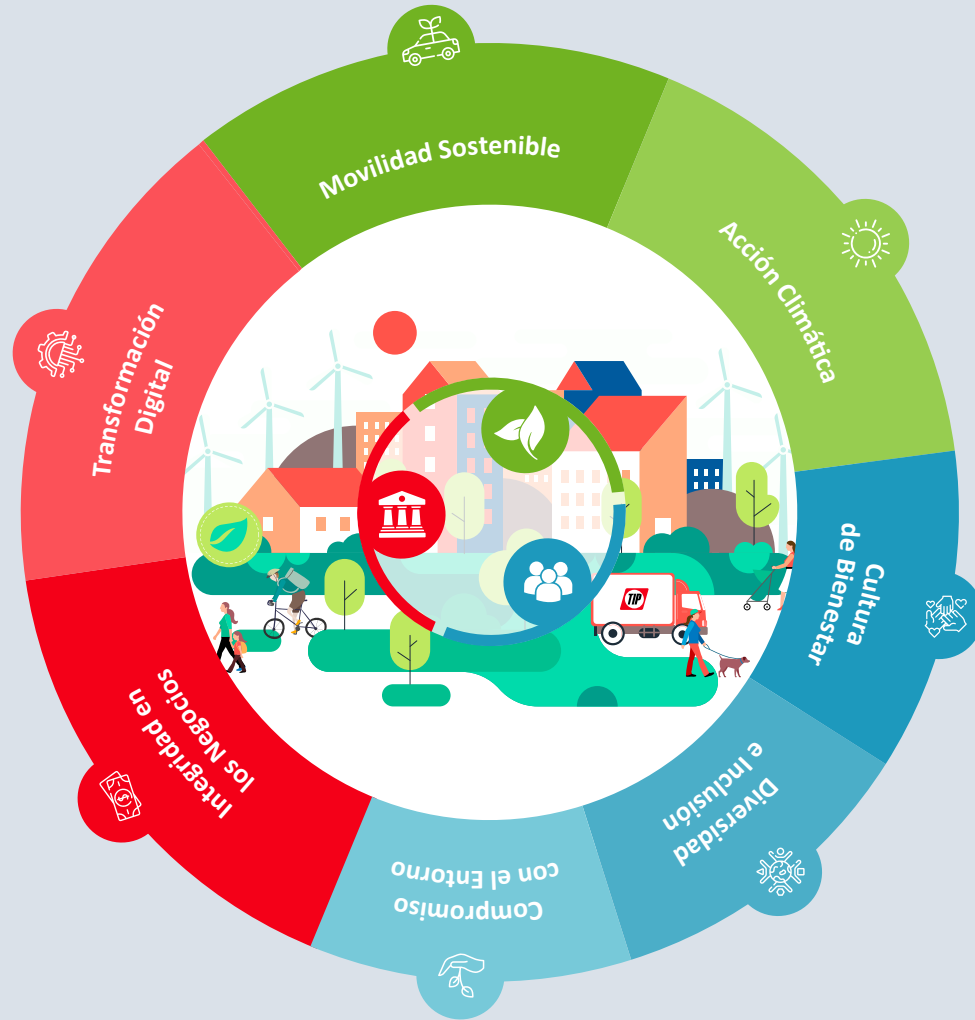 Movilidad Sostenible
Acción Climática
Cultura
de Bienestar
Diversidad
e Inclusión
Compromiso
con el Entorno
Integridad en
los Negocios
Transformación
Digital
TIP
$